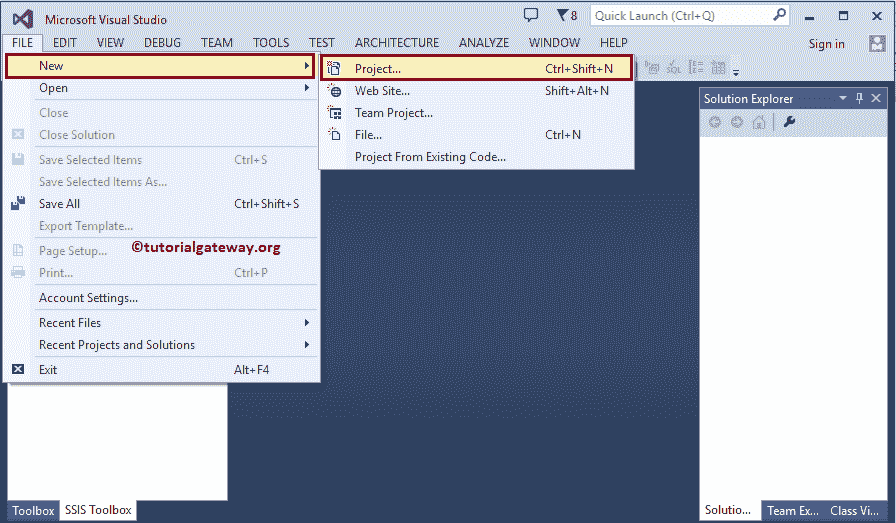 Microsoft Visual Studio
8
Quick Launch (Ctrl+Q)
FILE EDIT VIEW DEBUG TEAM TOOLS TEST ARCHITECTURE ANALYZE WINDOW HELP Sign in
New
Open
Close
Close Solution
Save Selected Items Ctrl+S
Save Selected Items As...
Save All Ctrl+Shift+S
Export Template...
Page Setup...
©tutorialgateway.org
Print... Ctrl+P
Account Settings...
Recent Files
Recent Projects and Solutions
Exit Alt+F4
Project... Ctrl+Shift+N
Web Site... Shift+Alt+N
Team Project...
File... Ctrl+N
Project From Existing Code...
SQL
Solution Explorer
Toolbox SSIS Toolbox
Solutio... Team Ex... Class Vi...